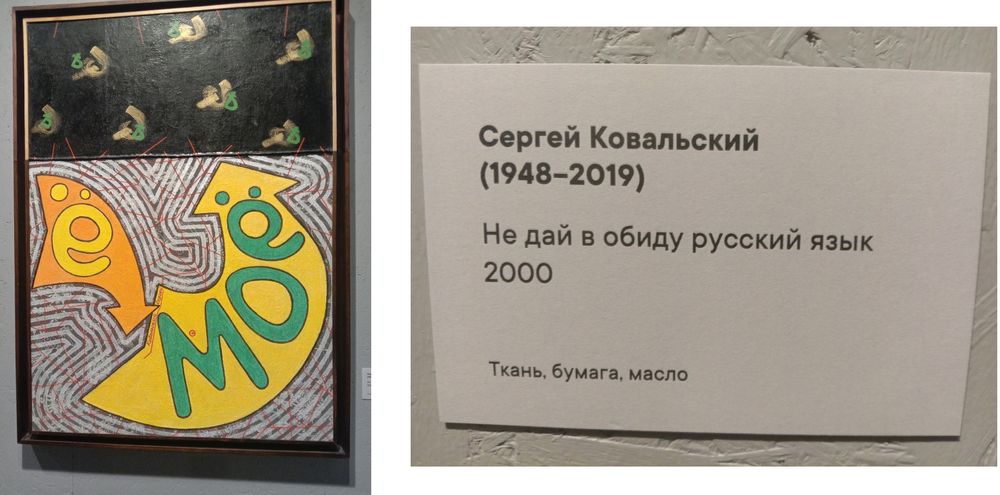 Ё
МОЁ
Сергей Ковальский
(1948–2019)
Не дай в обиду русский язык
2000
Ткань, бумага, масло